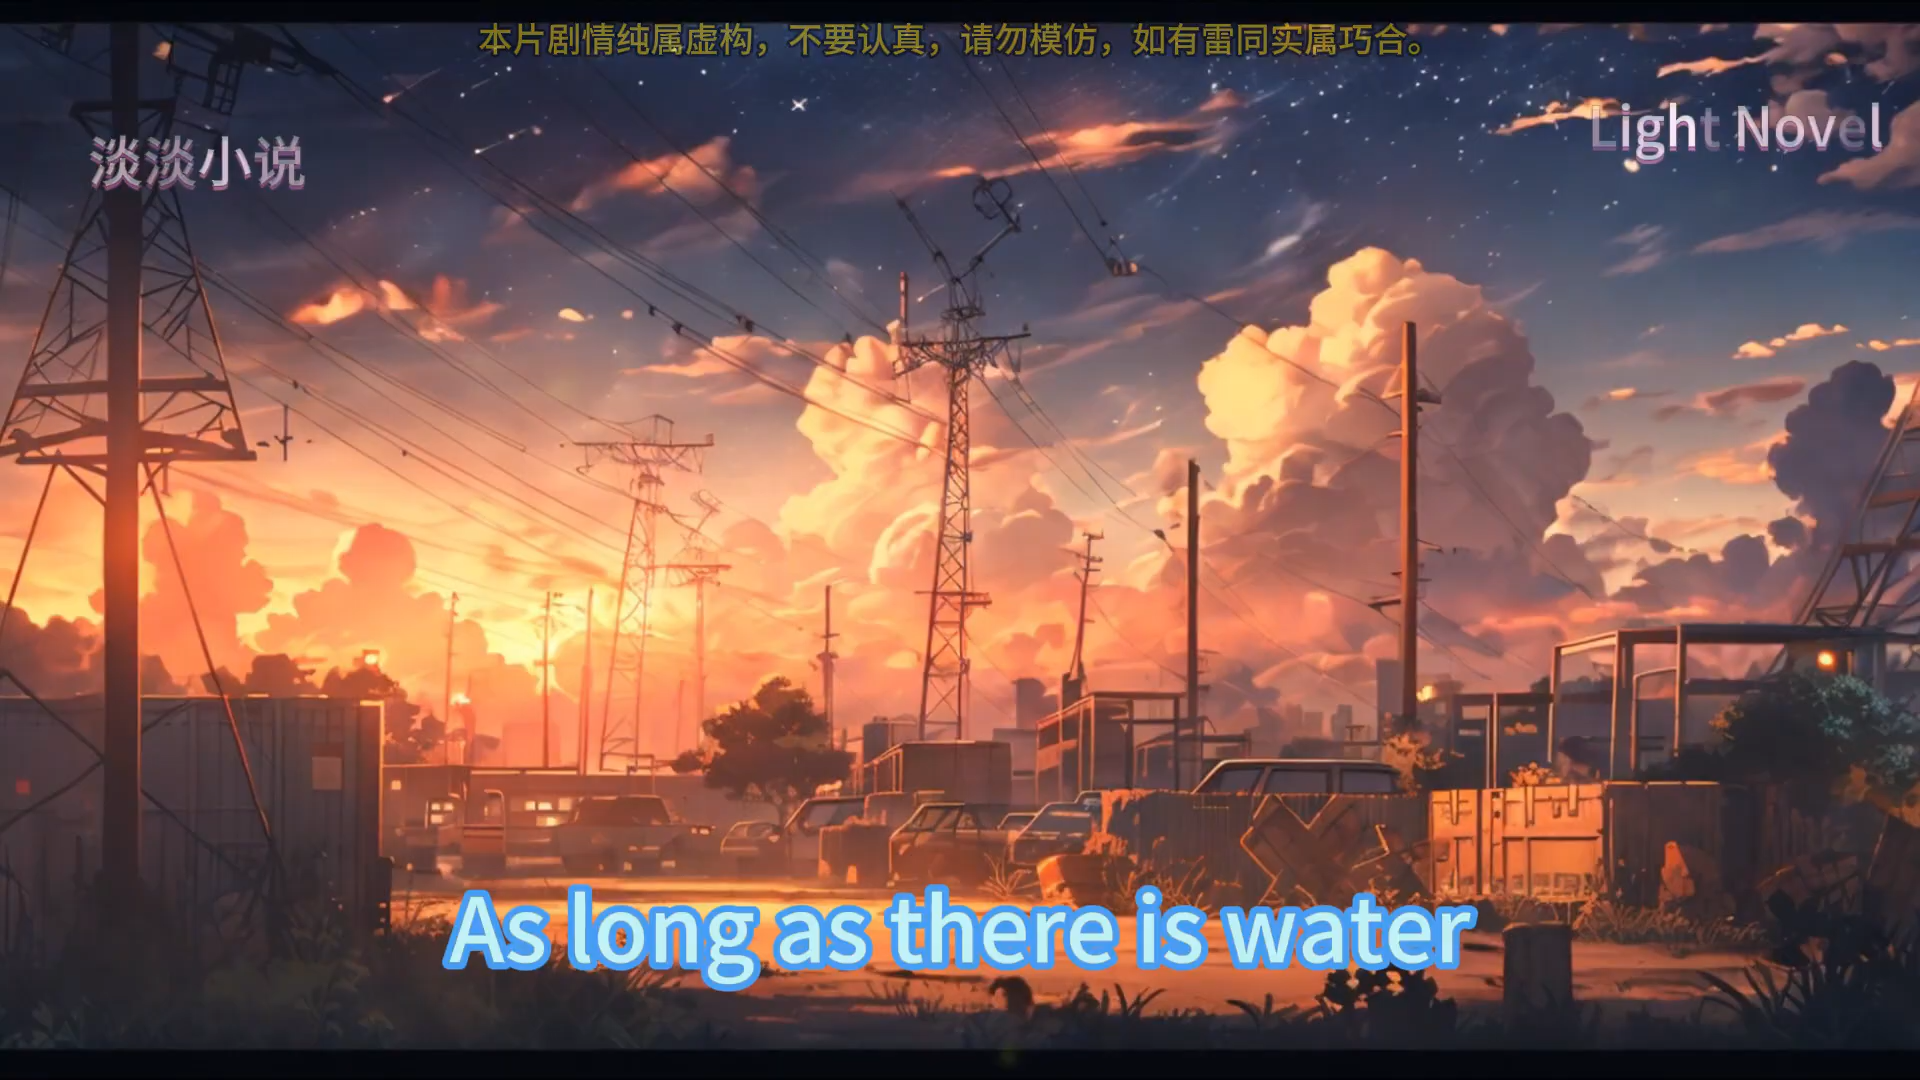 本片剧情纯属虚构，不要认真，请勿模仿，如有雷同实属巧合。
淡淡小说
Light Novel
As long as there is water